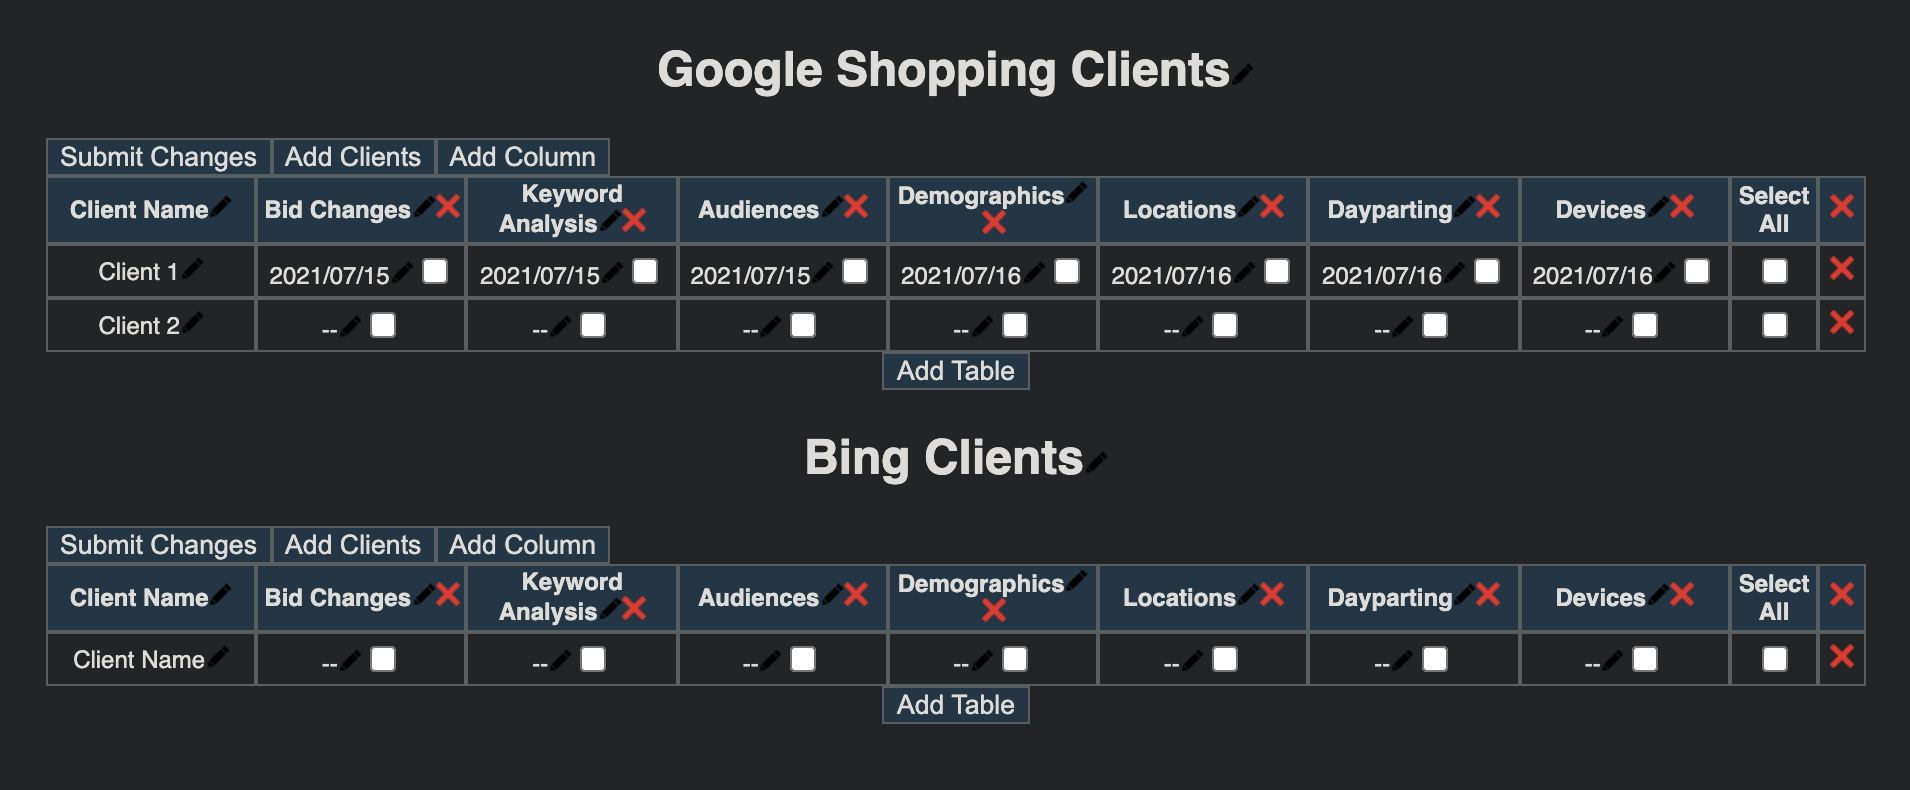 Google Shopping Clients
Submit Changes Add Clients Add Column
Client Name Bid Changes Keyword Analysis Audiences Demographics Locations Dayparting Devices Select All
Client 1 2021/07/15 2021/07/15 2021/07/15 2021/07/16 2021/07/16 2021/07/16 2021/07/16
Client 2 -- -- -- -- -- -- --
Add Table
Bing Clients
Submit Changes Add Clients Add Column
Client Name Bid Changes Keyword Analysis Audiences Demographics Locations Dayparting Devices Select All
Client Name -- -- -- -- -- -- --
Add Table